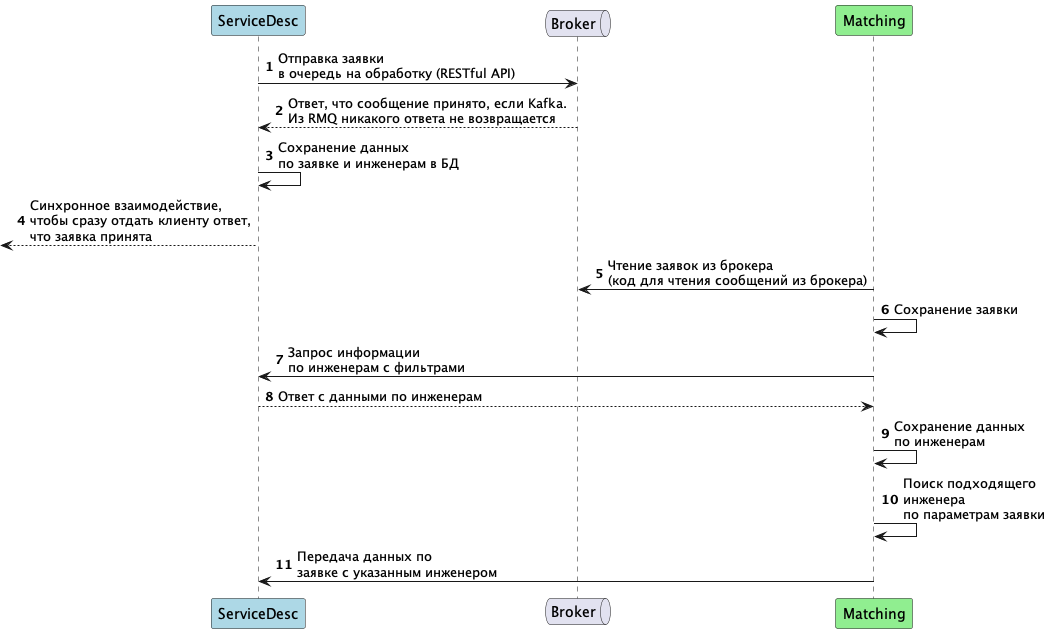 ServiceDesc
Broker
Matching
1 Отправка заявки
в очередь на обработку (RESTful API)
2 Ответ, что сообщение принято, если Kafka.
Из RMQ никакого ответа не возвращается
3 Сохранение данных
по заявке и инженерам в БД
Синхронное взаимодействие,
4 чтобы сразу отдать клиенту ответ,
что заявка принята
5 Чтение заявок из брокера
(код для чтения сообщений из брокера)
6 Сохранение заявки
7 Запрос информации
по инженерам с фильтрами
8 Ответ с данными по инженерам
9 Сохранение данных
по инженерам
Поиск подходящего
10 инженера
по параметрам заявки
11 Передача данных по
заявке с указанным инженером
ServiceDesc
Broker
Matching